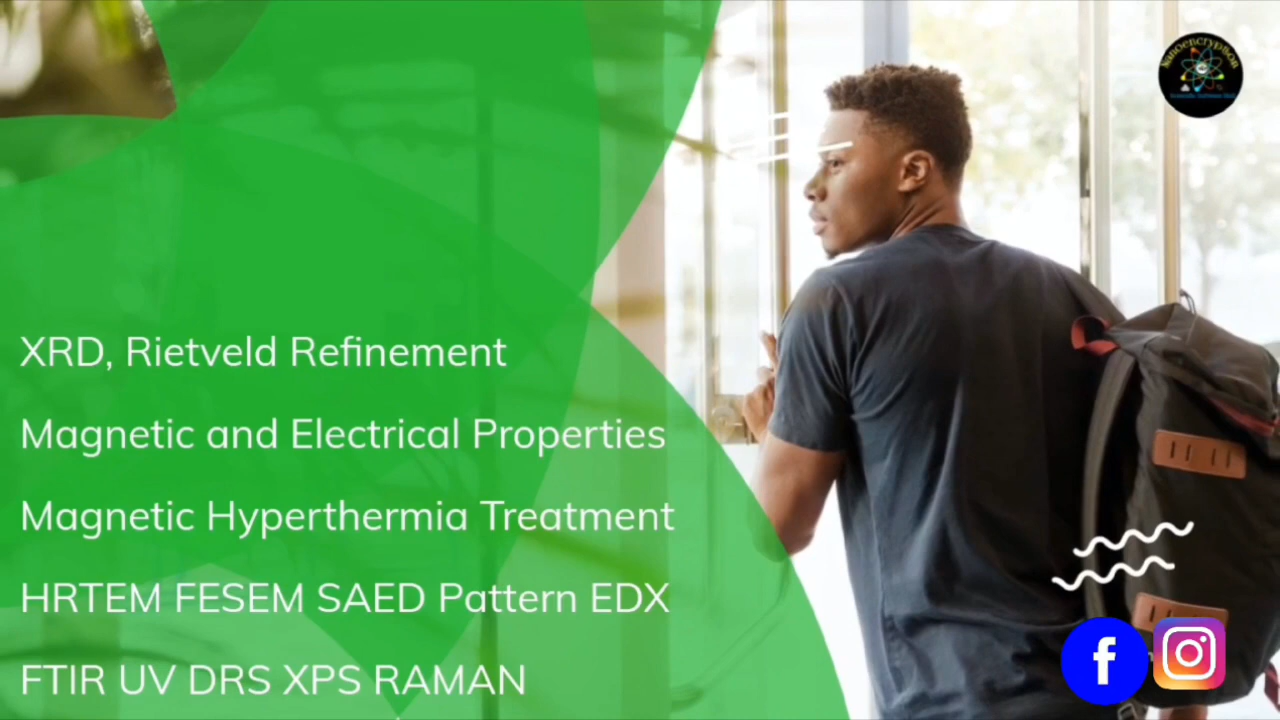 Nanoencryption
XRD, Rietveld Refinement
Magnetic and Electrical Properties
Magnetic Hyperthermia Treatment
HRTEM FESEM SAED Pattern EDX
FTIR UV DRS XPS RAMAN